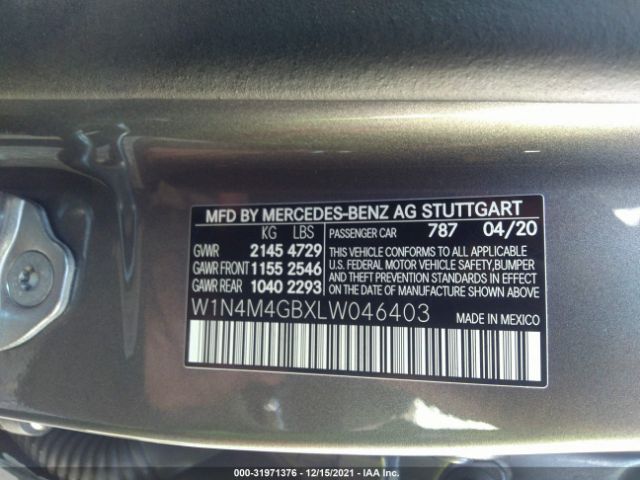 MFD BY MERCEDES-BENZ AG STUTTGART
KG LBS PASSENGER CAR 787 04/20
GVWR 2145 4729 THIS VEHICLE CONFORMS TO ALL APPLICABLE
GAWR FRONT 1155 2546 U.S. FEDERAL MOTOR VEHICLE SAFETY,BUMPER
GAWR REAR 1040 2293 AND THEFT PREVENTION STANDARDS IN EFFECT
ON THE DATE OF MANUFACTURE SHOWN ABOVE.
W1N4M4GBXLW046403 MADE IN MEXICO
000-31971376 - 12/15/2021 - IAA Inc.